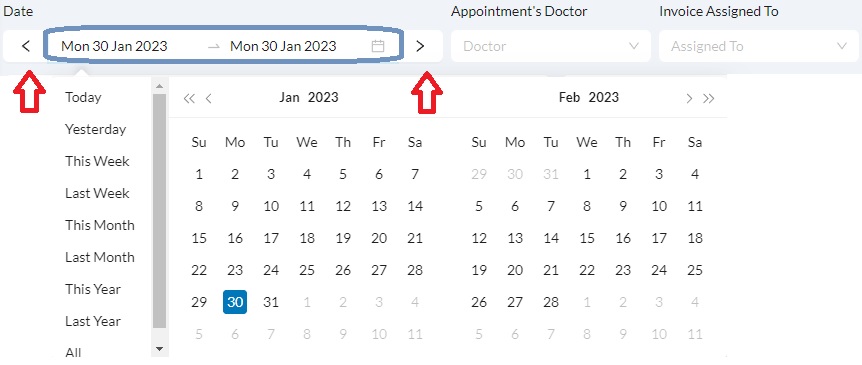 Date Appointment's Doctor Invoice Assigned To
< Mon 30 Jan 2023 → Mon 30 Jan 2023 > Doctor Assigned To
Today
Yesterday
This Week
Last Week
This Month
Last Month
This Year
Last Year
All
« < Jan 2023
Su Mo Tu We Th Fr Sa
1 2 3 4 5 6 7
8 9 10 11 12 13 14
15 16 17 18 19 20 21
22 23 24 25 26 27 28
29 30 31 1 2 3 4
5 6 7 8 9 10 11
Feb 2023 > »
Su Mo Tu We Th Fr Sa
29 30 31 1 2 3 4
5 6 7 8 9 10 11
12 13 14 15 16 17 18
19 20 21 22 23 24 25
26 27 28 1 2 3 4
5 6 7 8 9 10 11